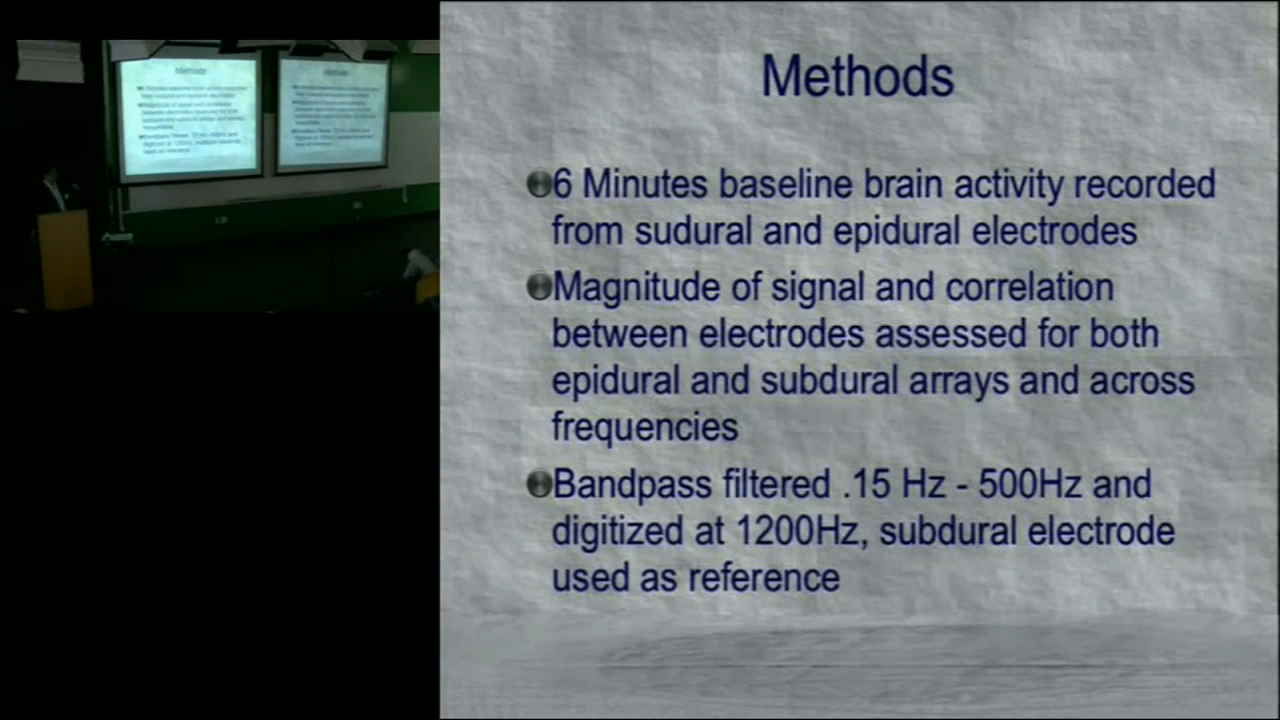 Methods
6 Minutes baseline brain activity recorded
from sudural and epidural electrodes
Magnitude of signal and correlation
between electrodes assessed for both
epidural and subdural arrays and across
frequencies
Bandpass filtered .15 Hz - 500Hz and
digitized at 1200Hz, subdural electrode
used as reference
Methods
Methods